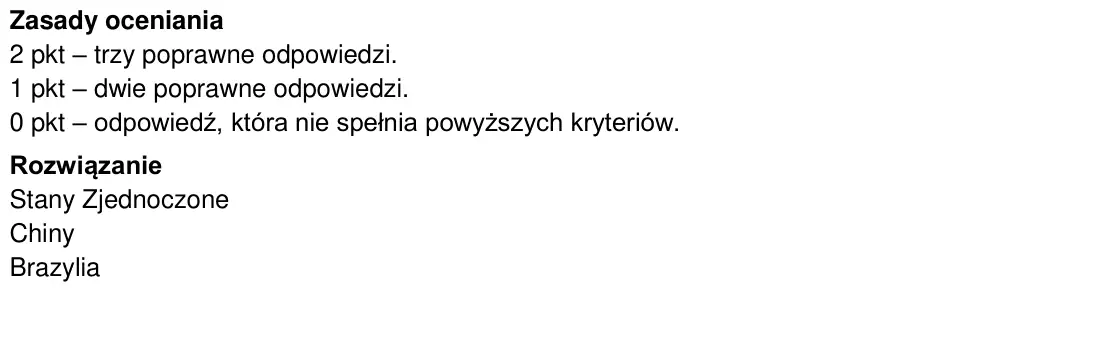 Zasady oceniania
2 pkt – trzy poprawne odpowiedzi.
1 pkt – dwie poprawne odpowiedzi.
0 pkt – odpowiedź, która nie spełnia powyższych kryteriów.
Rozwiązanie
Stany Zjednoczone
Chiny
Brazylia